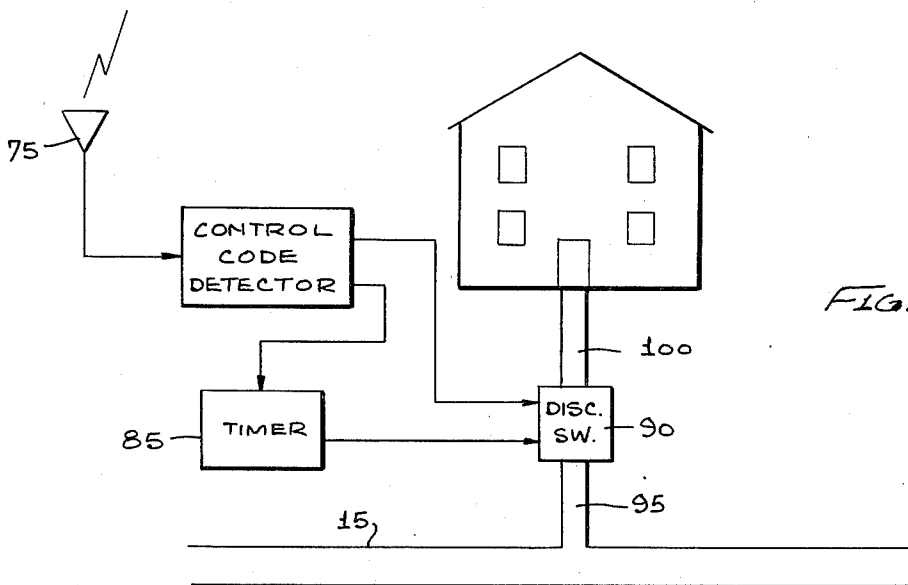 75
CONTROL
CODE
DETECTOR
FIG.
100
DISC.
SW.
90
85
TIMER
95
15